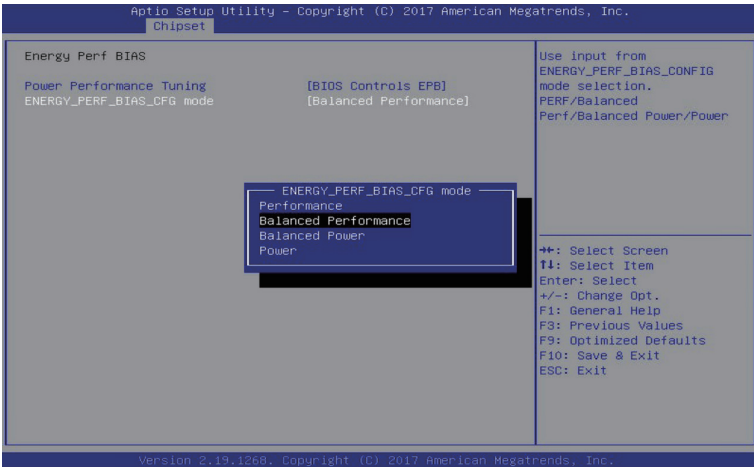 Aptio Setup Utility – Copyright (C) 2017 American Megatrends, Inc.
Chipset
Energy Perf BIAS
Power Performance Tuning [BIOS Controls EPB]
ENERGY_PERF_BIAS_CFG mode [Balanced Performance]
ENERGY_PERF_BIAS_CFG mode
Performance
Balanced Performance
Balanced Power
Power
Use input from
ENERGY_PERF_BIAS_CONFIG
mode selection.
PERF/Balanced
Perf/Balanced Power/Power
→←: Select Screen
↑↓: Select Item
Enter: Select
+/-: Change Opt.
F1: General Help
F3: Previous Values
F9: Optimized Defaults
F10: Save & Exit
ESC: Exit
Version 2.19.1268. Copyright (C) 2017 American Megatrends, Inc.